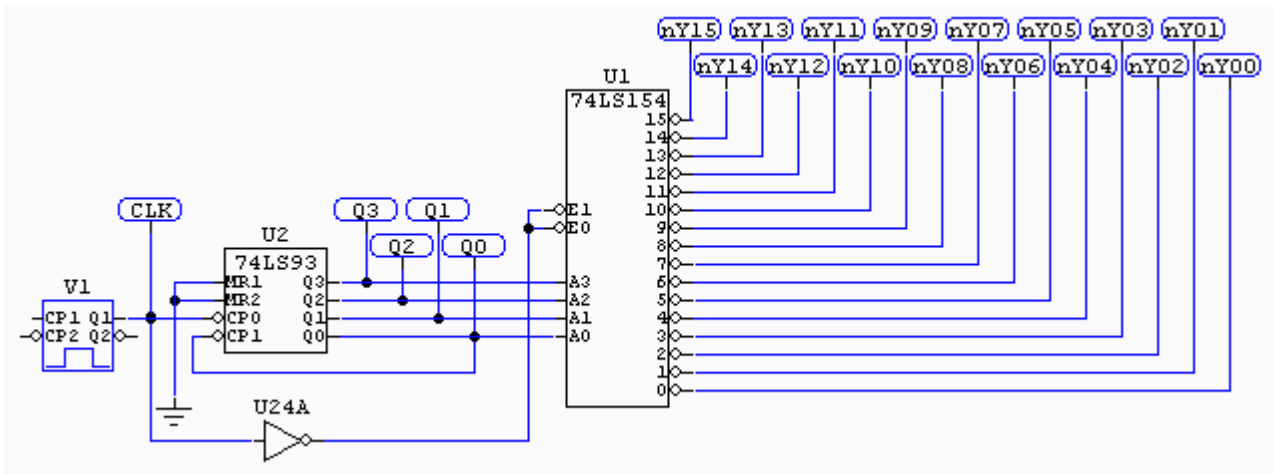 nY15 nY13 nY11 nY09 nY07 nY05 nY03 nY01
nY14 nY12 nY10 nY08 nY06 nY04 nY02 nY00
U1
74LS154
15
14
13
12
11
10
9
8
7
6
5
4
3
2
1
0
E1
E0
A3
A2
A1
A0
CLK
Q3 Q1
Q2 Q0
U2
74LS93
MR1 Q3
MR2 Q2
CP0 Q1
CP1 Q0
V1
CP1 Q1
CP2 Q2
U24A